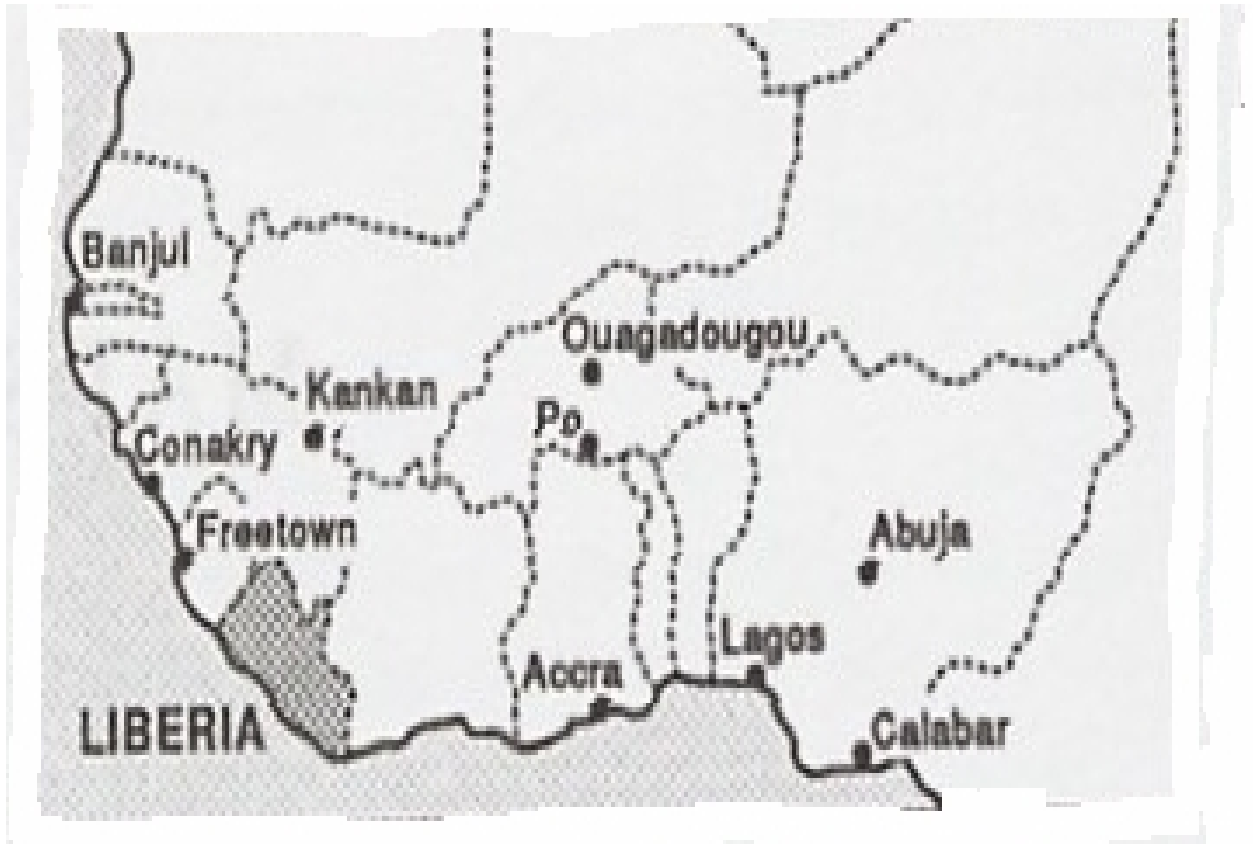 Banjul
Ouagadougou
Kankan
Po
Conakry
Freetown
Abuja
Lagos
Accra
LIBERIA
Calabar